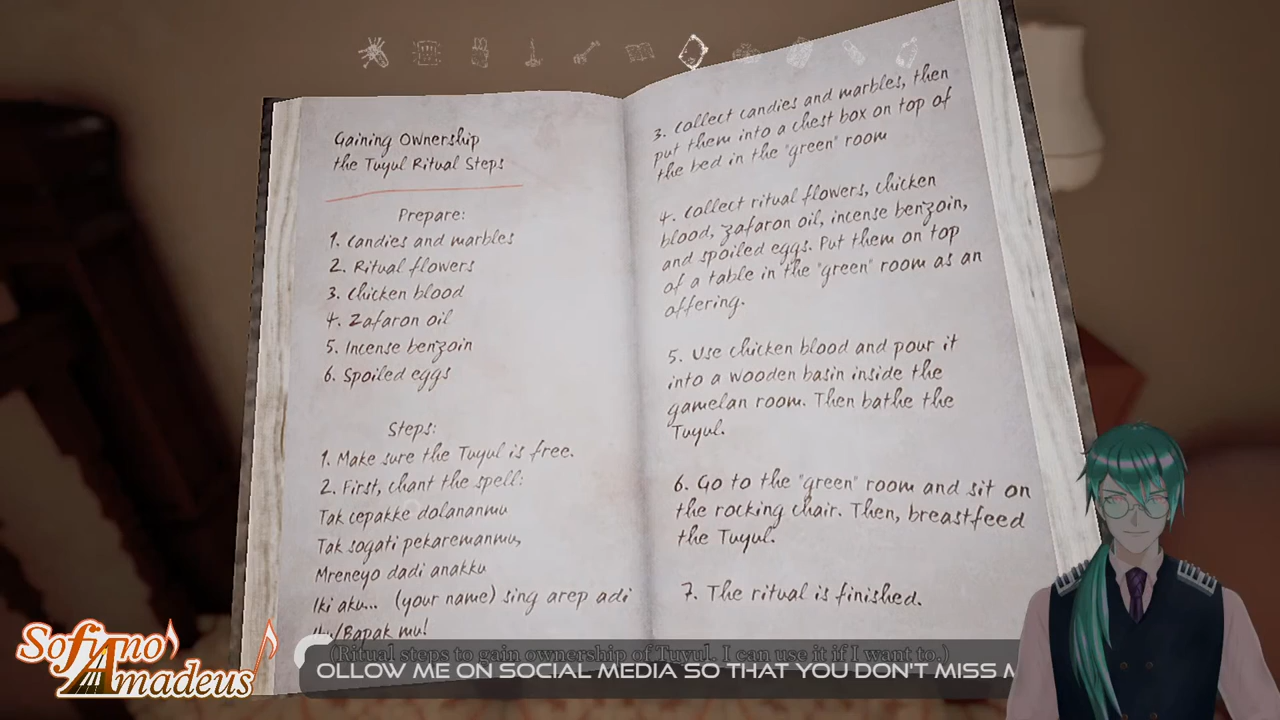 Gaining Ownership
the Tuyul Ritual Steps
Prepare:
1. Candies and marbles
2. Ritual flowers
3. Chicken blood
4. Zafaron oil
5. Incense benzoin
6. Spoiled eggs
Steps:
1. Make sure the Tuyul is free.
2. First, chant the spell:
Tak cepakke dolananmu
Tak sogati pekaremanmu,
Mreneyo dadi anakku
Iki aku... (your name) sing arep adi
Ibu/Bapak mu!
3. Collect candies and marbles, then
put them into a chest box on top of
the bed in the "green" room
4. Collect ritual flowers, chicken
blood, zafaron oil, incense benzoin,
and spoiled eggs. Put them on top
of a table in the "green" room as an
offering.
5. Use chicken blood and pour it
into a wooden basin inside the
gamelan room. Then bathe the
Tuyul.
6. Go to the "green" room and sit on
the rocking chair. Then, breastfeed
the Tuyul.
7. The ritual is finished.
(Ritual steps to gain ownership of Tuyul. I can use it if I want to.)
OLLOW ME ON SOCIAL MEDIA SO THAT YOU DON'T MISS M
Sofiano
Amadeus